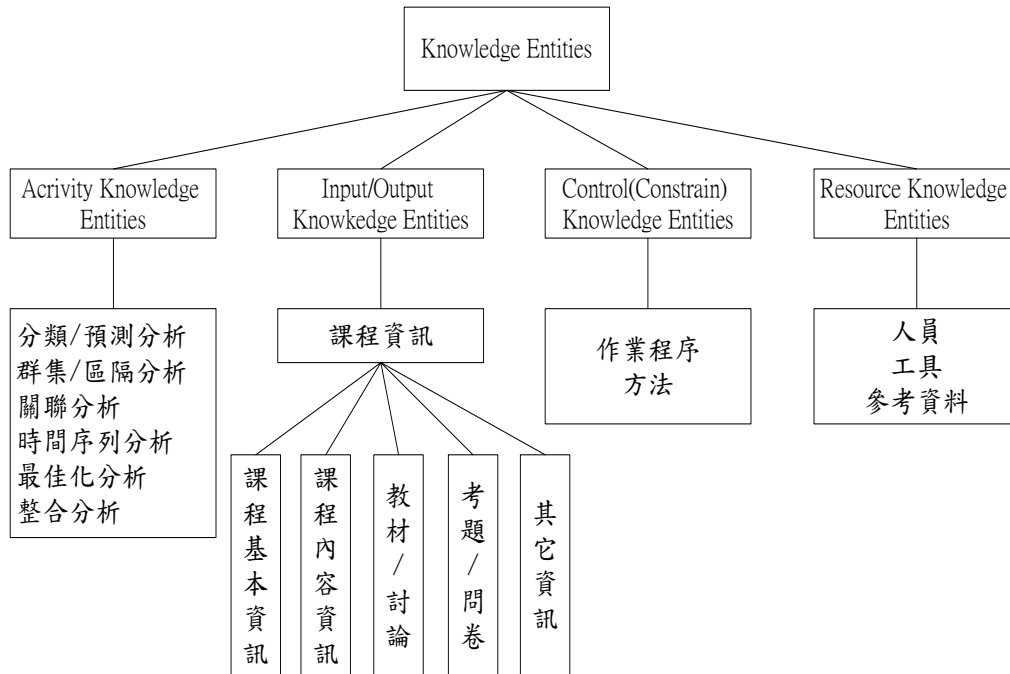 Knowledge Entities
Acrivity Knowledge
Entities
Input/Output
Knowkedge Entities
Control(Constrain)
Knowledge Entities
Resource Knowledge
Entities
分類/預測分析
群集/區隔分析
關聯分析
時間序列分析
最佳化分析
整合分析
課程資訊
作業程序
方法
人員
工具
參考資料
課程基本資訊
課程內容資訊
教材/討論
考題/問卷
其它資訊